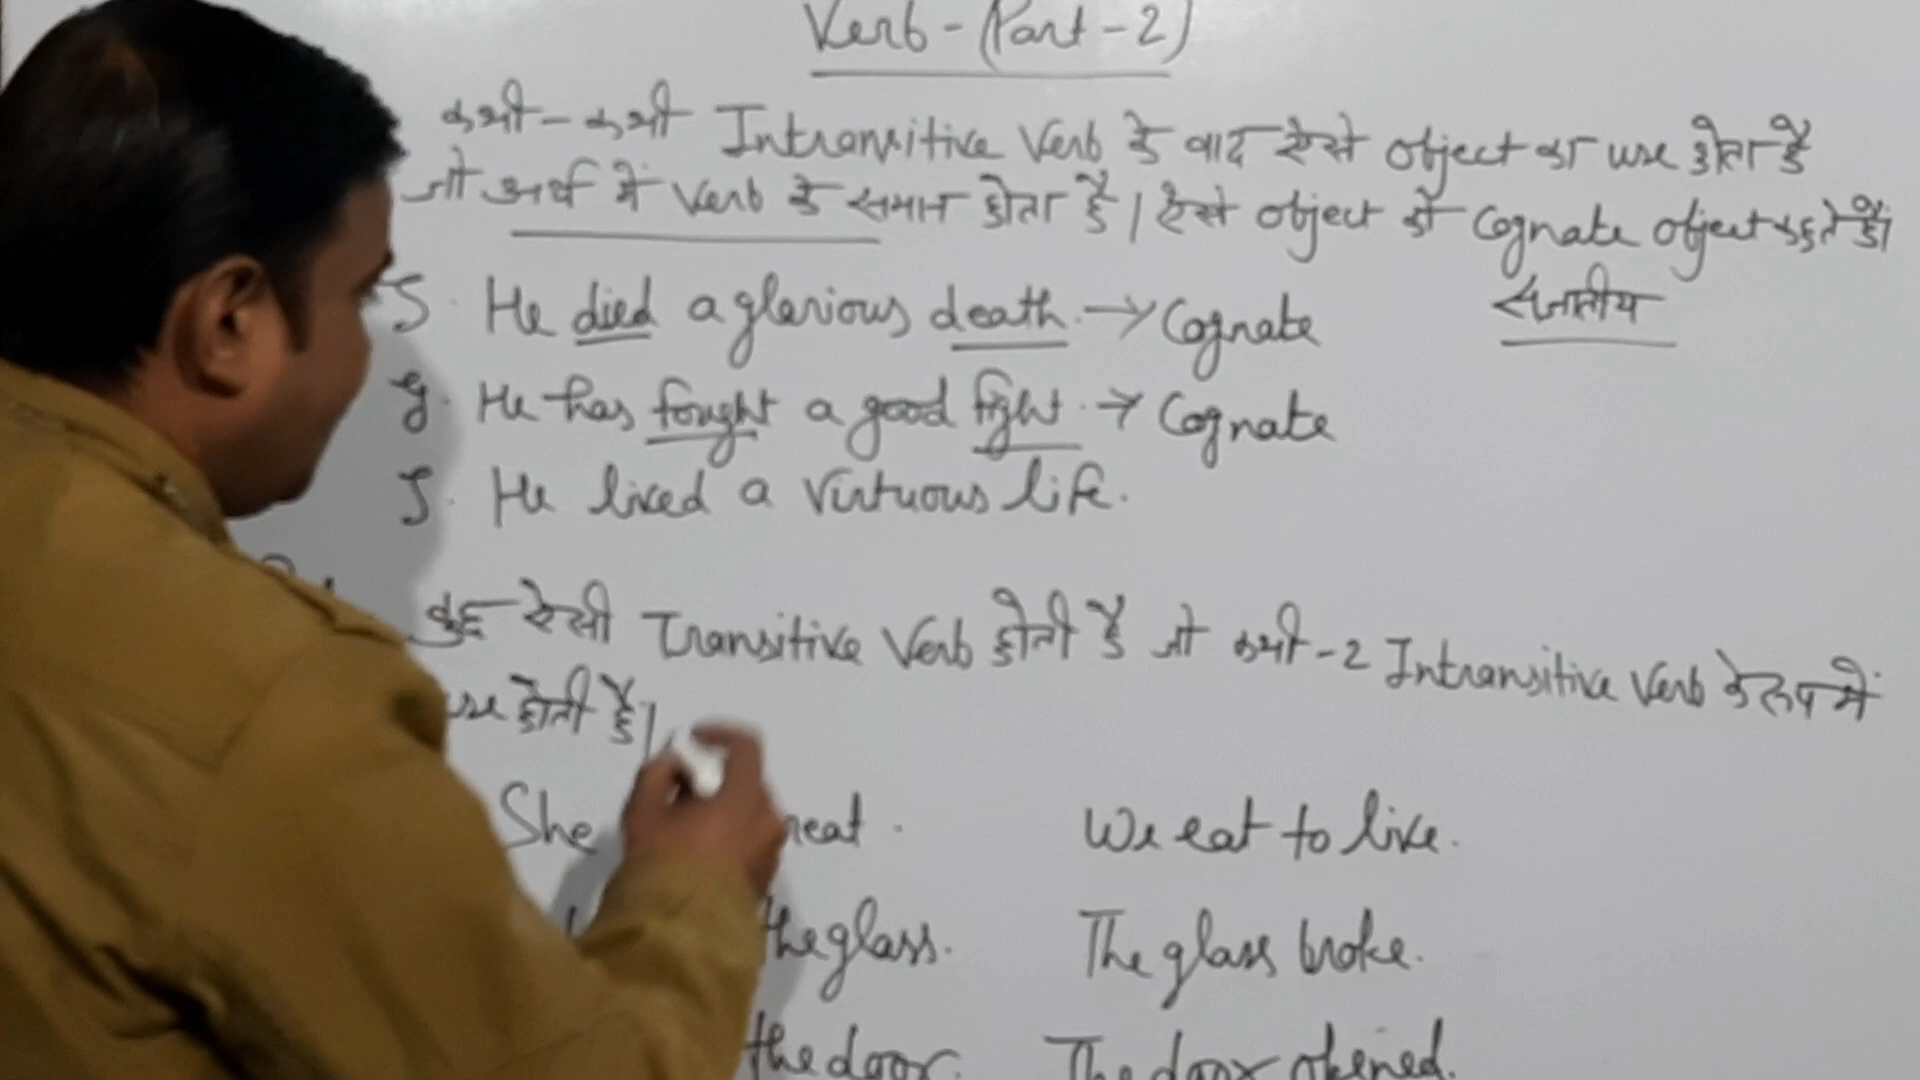 Verb - (Part - 2)
कभी - कभी Intransitive Verb के बाद ऐसे object का use होता है
जो अर्थ में Verb के समान होता है। ऐसे object को Cognate object कहते हैं।
सजातीय
I. He died a glorious death. → Cognate
g. He has fought a good fight. → Cognate
I. He lived a virtuous life.
कुछ ऐसी Transitive Verb होती है जो कभी-2 Intransitive Verb के रूप में
use होती है।
She We eat to live.
the glass. The glass broke.
the door. The door opened.